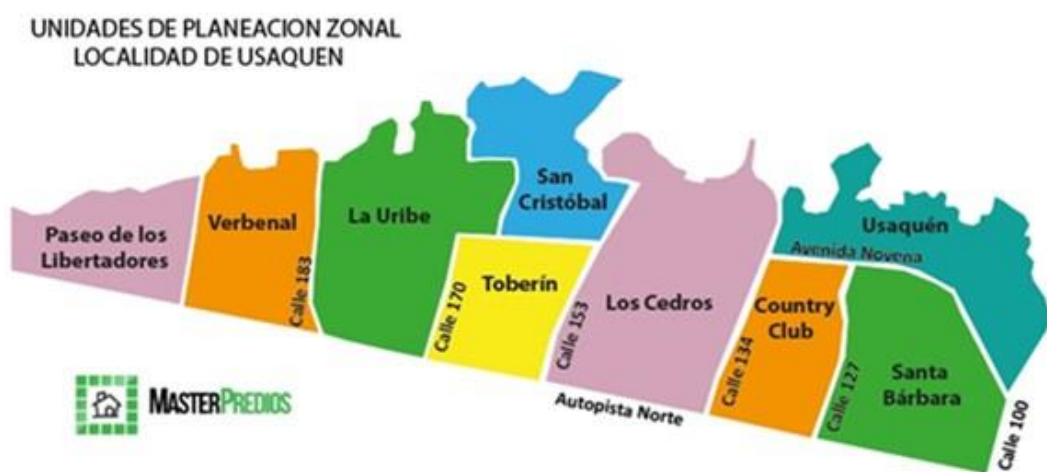 UNIDADES DE PLANEACION ZONAL
LOCALIDAD DE USAQUEN
Paseo de los
Libertadores
Verbenal
Calle 183
La Uribe
Calle 170
San
Cristóbal
Toberín
Calle 153
Los Cedros
Autopista Norte
Usaquén
Avenida Novena
Country
Club
Calle 134
Calle 127
Santa
Bárbara
Calle 100
MASTERPREDIOS